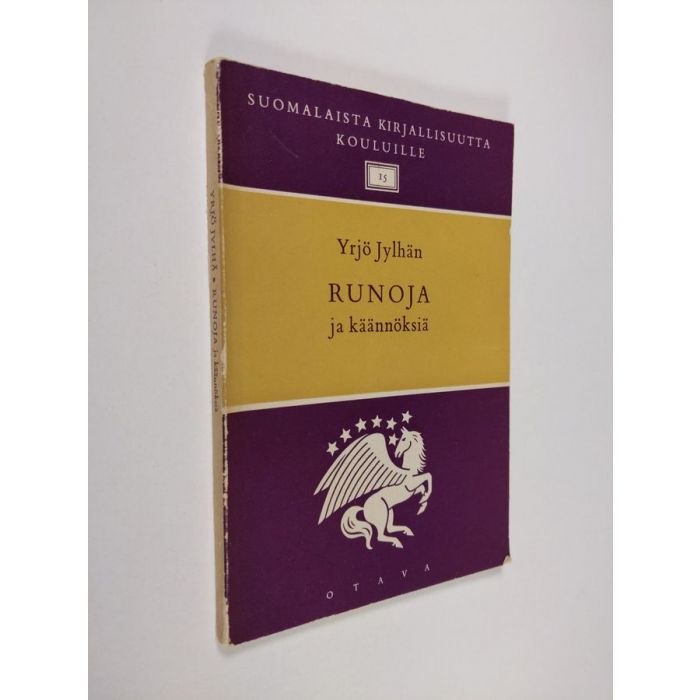 SUOMALAISTA KIRJALLISUUTTA
KOULUILLE
15
Yrjö Jylhän
RUNOJA
ja käännöksiä
OTAVA
YRJÖ JYLHÄ • RUNOJA ja käännöksiä